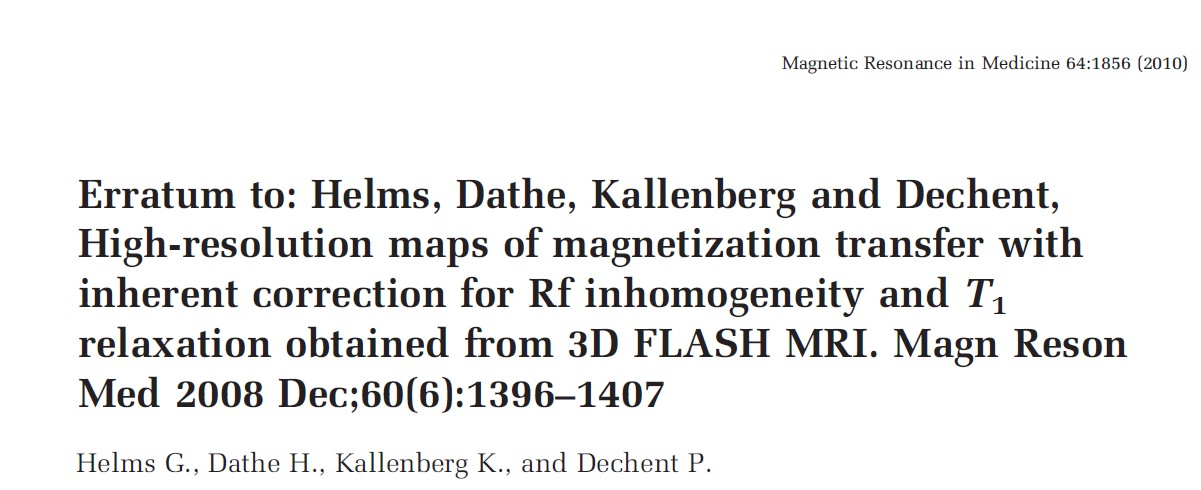 Magnetic Resonance in Medicine 64:1856 (2010)
Erratum to: Helms, Dathe, Kallenberg and Dechent,
High-resolution maps of magnetization transfer with
inherent correction for Rf inhomogeneity and T₁
relaxation obtained from 3D FLASH MRI. Magn Reson
Med 2008 Dec;60(6):1396–1407
Helms G., Dathe H., Kallenberg K., and Dechent P.